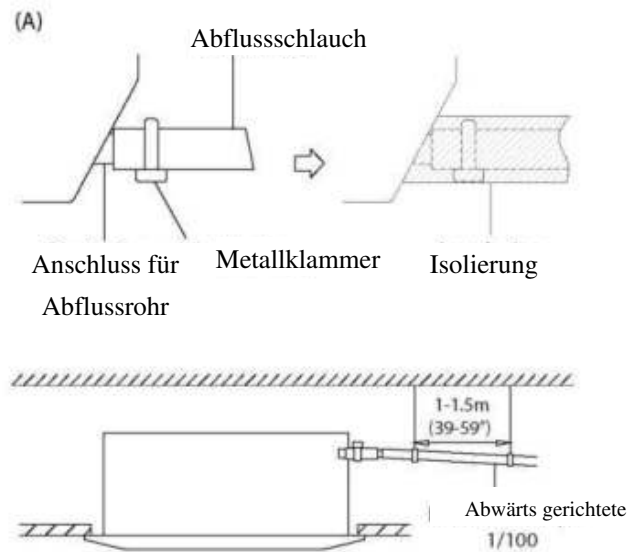 (A)
Abflussschlauch
Anschluss für
Abflussrohr
Metallklammer
Isolierung
1-1.5m
(39-59")
Abwärts gerichtete
1/100